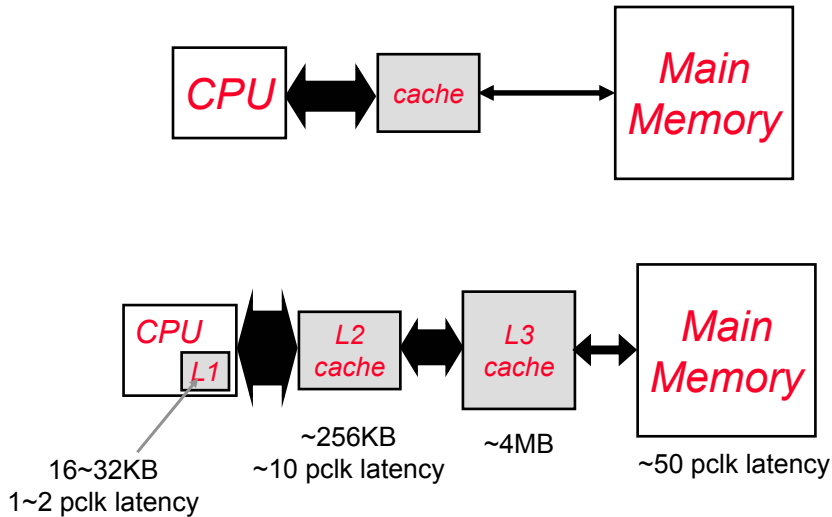 CPU
cache
Main
Memory
CPU
L1
L2
cache
L3
cache
Main
Memory
16~32KB
1~2 pclk latency
~256KB
~10 pclk latency
~4MB
~50 pclk latency